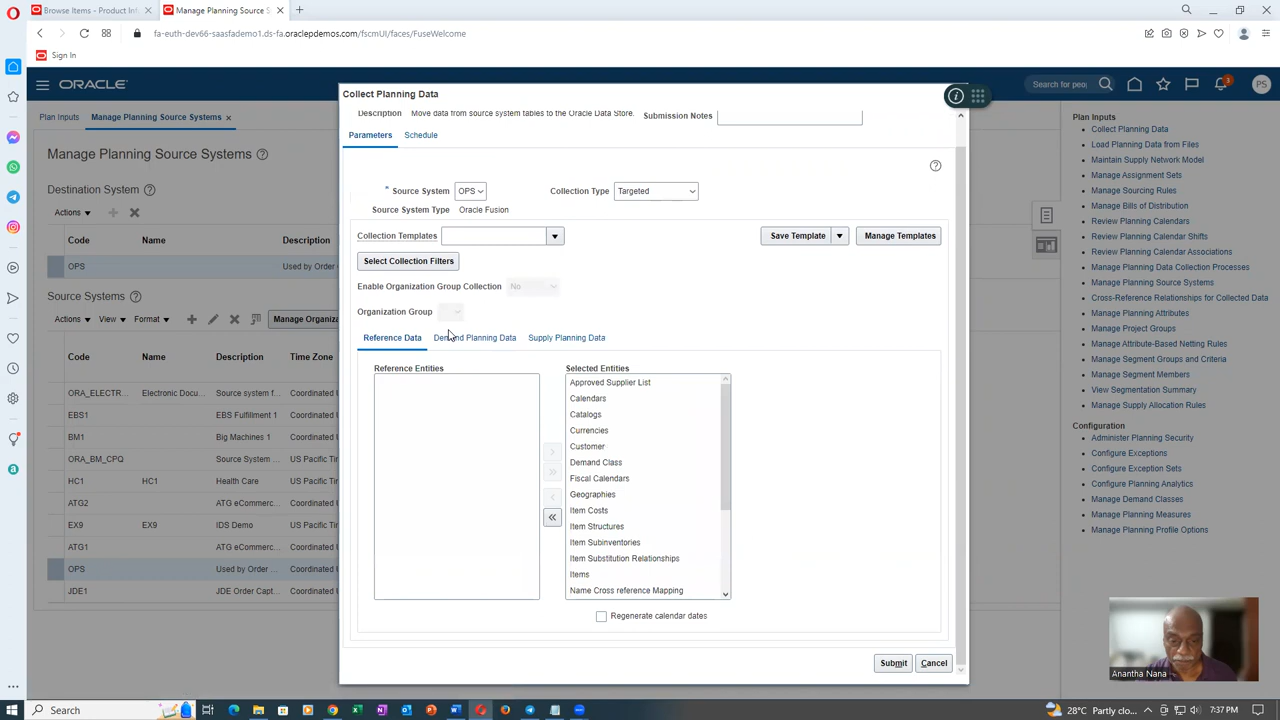 Browse Items - Product Inf
Manage Planning Source S
fa-euth-dev66-saasfademo1.ds-fa.oraclepdemos.com/fscmUI/faces/FuseWelcome
Sign In
ORACLE
Search for peo
3
PS
Plan Inputs
Manage Planning Source Systems
Manage Planning Source Systems
Destination System
Actions
Code
Name
Description
OPS
Used by Order
Source Systems
Actions
View
Format
Manage Organiza
Code
Name
Description
Time Zone
ORA_ELECTR...
Electronic Docu...
Source system f...
Coordinated U
EBS1
EBS Fulfillment 1
Coordinated U
BM1
Big Machines 1
Coordinated U
ORA_BM_CPQ
Source System ...
US Pacific Tim
HC1
HC1
Health Care
US Pacific Tim
ATG2
ATG eCommerc...
Coordinated U
EX9
EX9
IDS Demo
US Pacific Tim
ATG1
ATG eCommerc...
Coordinated U
OPS
Used by Order ...
Coordinated U
JDE1
JDE Order Capt...
Coordinated U
Collect Planning Data
Description
Move data from source system tables to the Oracle Data Store.
Submission Notes
Parameters
Schedule
* Source System
OPS
Collection Type
Targeted
Source System Type
Oracle Fusion
Collection Templates
Save Template
Manage Templates
Select Collection Filters
Enable Organization Group Collection
No
Organization Group
Reference Data
Demand Planning Data
Supply Planning Data
Reference Entities
Selected Entities
Approved Supplier List
Calendars
Catalogs
Currencies
Customer
Demand Class
Fiscal Calendars
Geographies
Item Costs
Item Structures
Item Subinventories
Item Substitution Relationships
Items
Name Cross reference Mapping
Regenerate calendar dates
Submit
Cancel
Plan Inputs
Collect Planning Data
Load Planning Data from Files
Maintain Supply Network Model
Manage Assignment Sets
Manage Sourcing Rules
Manage Bills of Distribution
Review Planning Calendars
Review Planning Calendar Shifts
Review Planning Calendar Associations
Manage Planning Data Collection Processes
Manage Planning Source Systems
Cross-Reference Relationships for Collected Data
Manage Planning Attributes
Manage Project Groups
Manage Attribute-Based Netting Rules
Manage Segment Groups and Criteria
Manage Segment Members
View Segmentation Summary
Manage Supply Allocation Rules
Configuration
Administer Planning Security
Configure Exceptions
Configure Exception Sets
Configure Planning Analytics
Manage Demand Classes
Manage Planning Measures
Manage Planning Profile Options
Anantha Nana
Search
28°C Partly clo...
7:37 PM